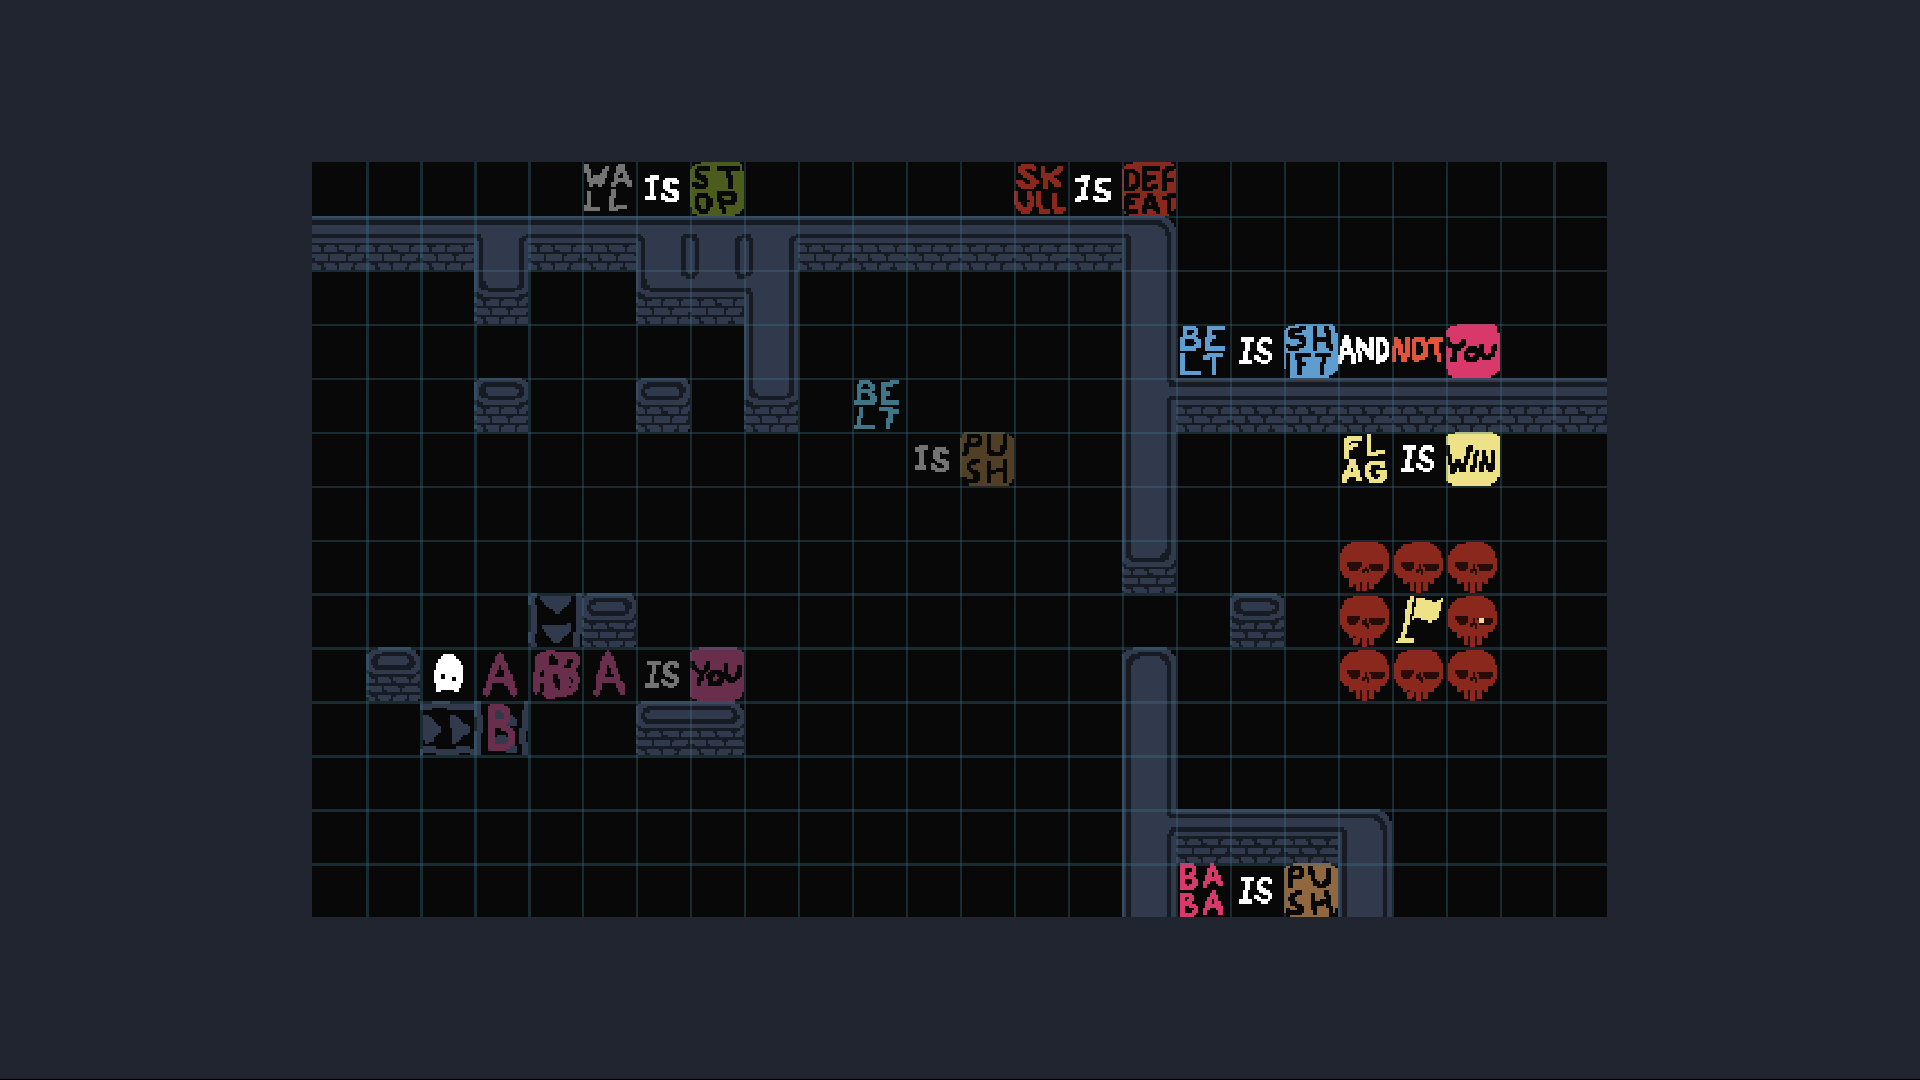 WALL IS STOP SKULL IS DEFEAT
BELT IS SHIFT AND NOT YOU
BELT
IS PUSH FLAG IS WIN
A A IS YOU
B
BABA IS PUSH